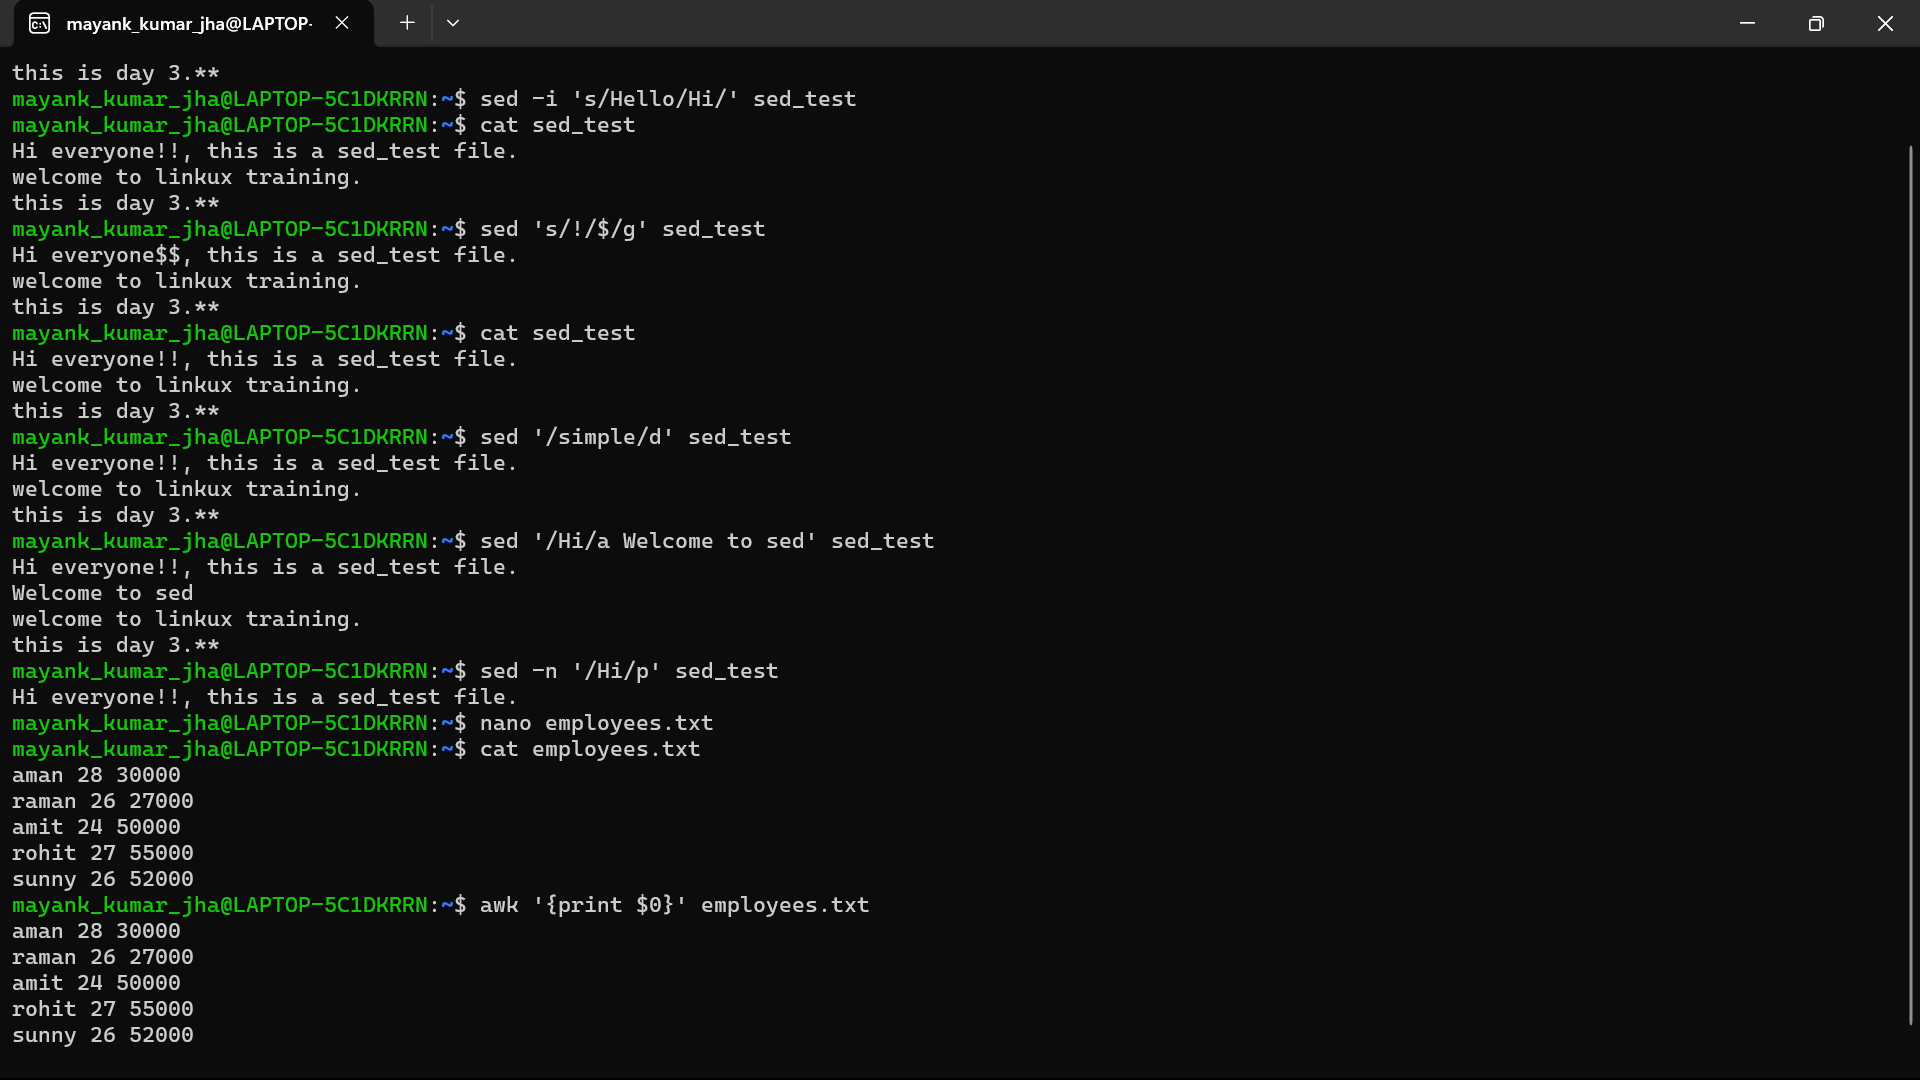 mayank_kumar_jha@LAPTOP-
this is day 3.**
mayank_kumar_jha@LAPTOP-5C1DKRRN:~$ sed -i 's/Hello/Hi/' sed_test
mayank_kumar_jha@LAPTOP-5C1DKRRN:~$ cat sed_test
Hi everyone!!, this is a sed_test file.
welcome to linkux training.
this is day 3.**
mayank_kumar_jha@LAPTOP-5C1DKRRN:~$ sed 's/!/$/g' sed_test
Hi everyone$$, this is a sed_test file.
welcome to linkux training.
this is day 3.**
mayank_kumar_jha@LAPTOP-5C1DKRRN:~$ cat sed_test
Hi everyone!!, this is a sed_test file.
welcome to linkux training.
this is day 3.**
mayank_kumar_jha@LAPTOP-5C1DKRRN:~$ sed '/simple/d' sed_test
Hi everyone!!, this is a sed_test file.
welcome to linkux training.
this is day 3.**
mayank_kumar_jha@LAPTOP-5C1DKRRN:~$ sed '/Hi/a Welcome to sed' sed_test
Hi everyone!!, this is a sed_test file.
Welcome to sed
welcome to linkux training.
this is day 3.**
mayank_kumar_jha@LAPTOP-5C1DKRRN:~$ sed -n '/Hi/p' sed_test
Hi everyone!!, this is a sed_test file.
mayank_kumar_jha@LAPTOP-5C1DKRRN:~$ nano employees.txt
mayank_kumar_jha@LAPTOP-5C1DKRRN:~$ cat employees.txt
aman 28 30000
raman 26 27000
amit 24 50000
rohit 27 55000
sunny 26 52000
mayank_kumar_jha@LAPTOP-5C1DKRRN:~$ awk '{print $0}' employees.txt
aman 28 30000
raman 26 27000
amit 24 50000
rohit 27 55000
sunny 26 52000